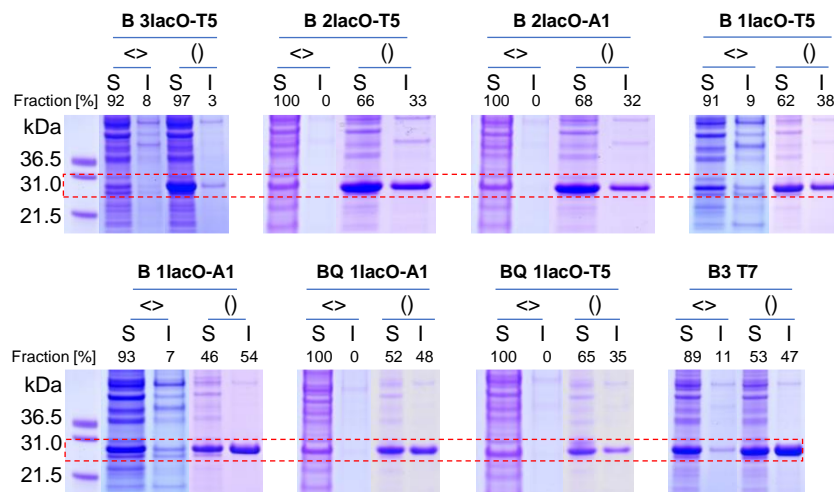 B 3lacO-T5 B 2lacO-T5 B 2lacO-A1 B 1lacO-T5
<> () <> () <> () <> ()
S I S I S I S I S I S I S I S I
Fraction [%] 92 8 97 3 100 0 66 33 100 0 68 32 91 9 62 38
kDa
36.5
31.0
21.5
B 1lacO-A1 BQ 1lacO-A1 BQ 1lacO-T5 B3 T7
<> () <> () <> () <> ()
S I S I S I S I S I S I S I S I
Fraction [%] 93 7 46 54 100 0 52 48 100 0 65 35 89 11 53 47
kDa
36.5
31.0
21.5